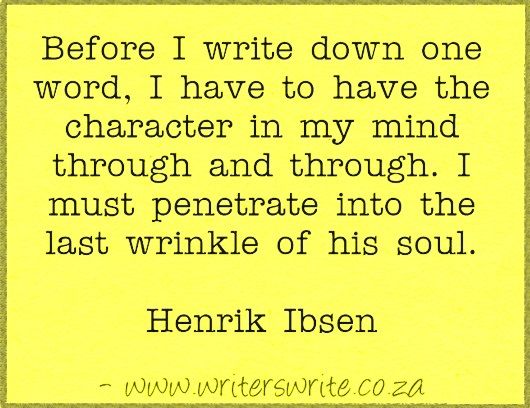 Before I write down one
word, I have to have the
character in my mind
through and through. I
must penetrate into the
last wrinkle of his soul.
Henrik Ibsen
- www.writerswrite.co.za